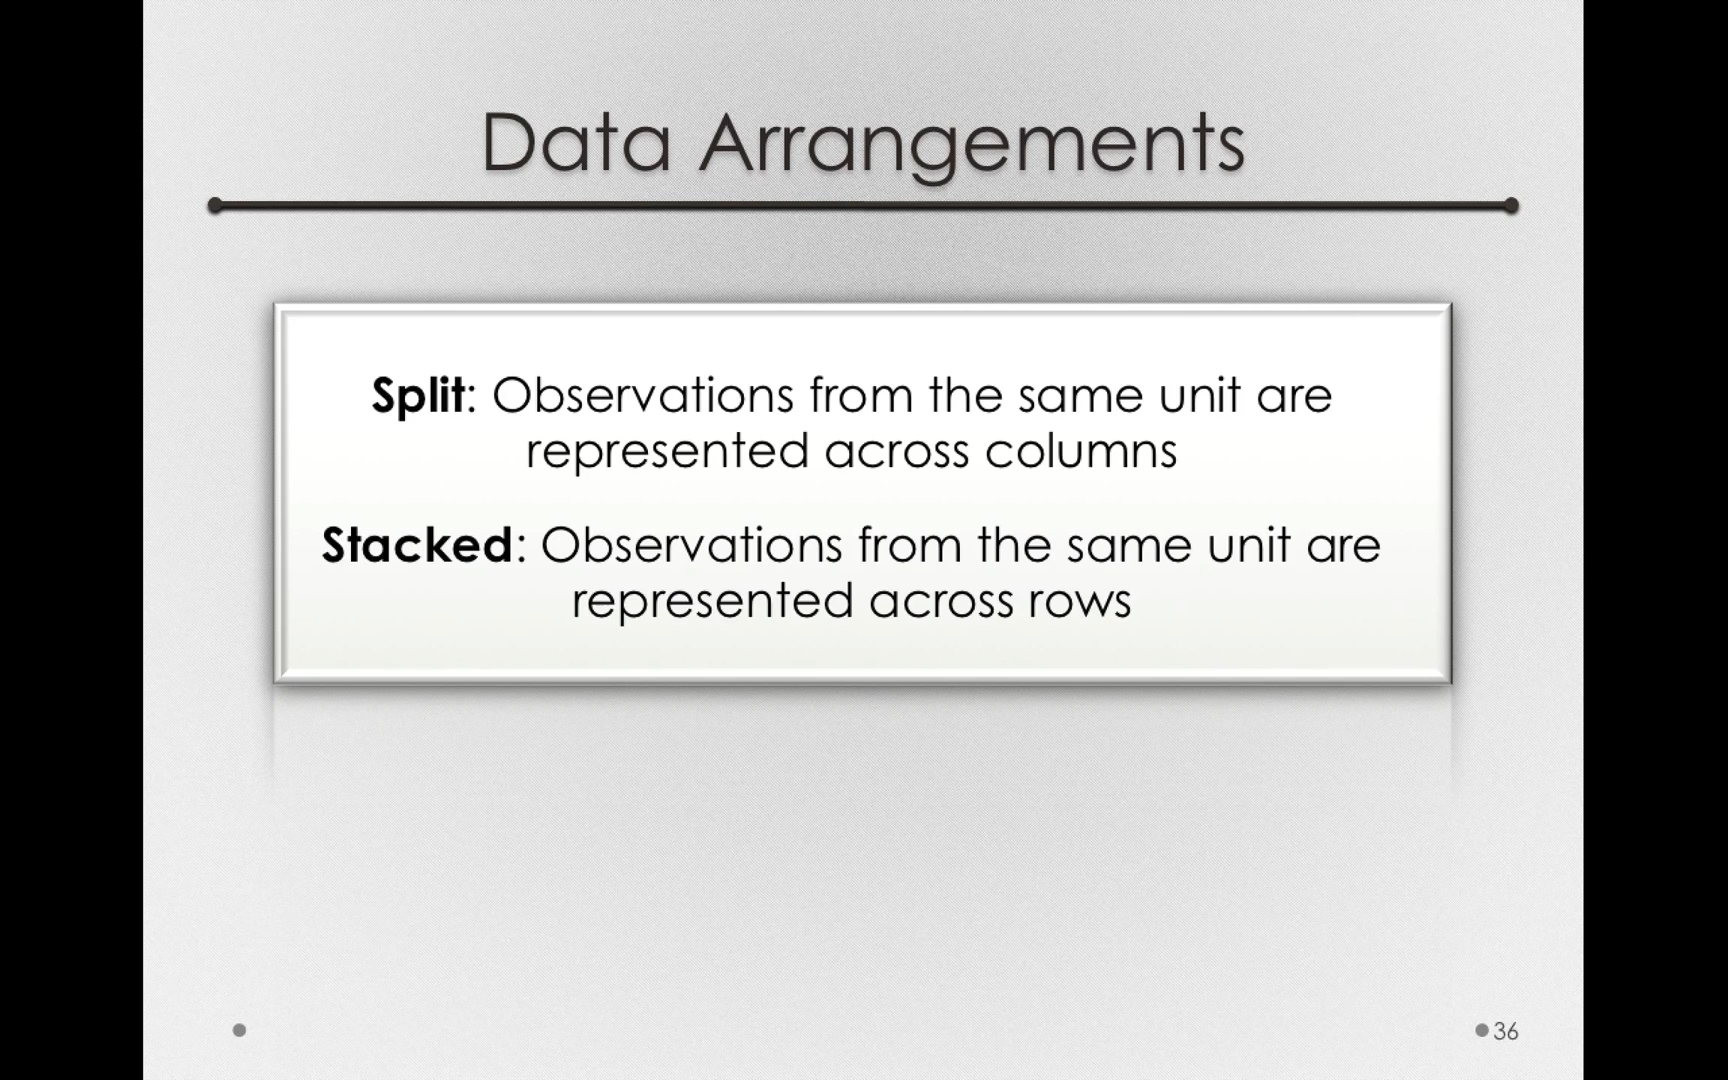 Data Arrangements
Split: Observations from the same unit are
represented across columns
Stacked: Observations from the same unit are
represented across rows
36